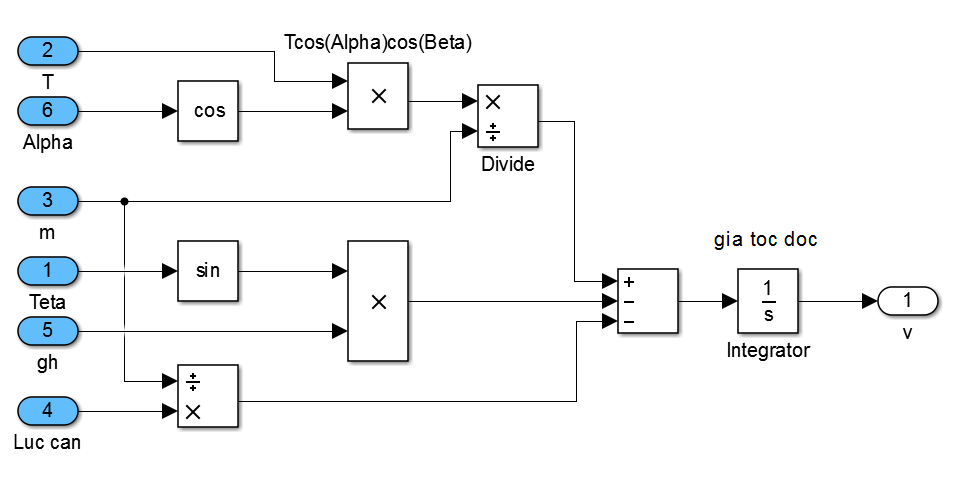 Tcos(Alpha)cos(Beta)
2
T
6
Alpha
cos
×
×
÷
Divide
3
m
1
Teta
sin
5
gh
×
÷
×
4
Luc can
+
−
−
gia toc doc
1
s
Integrator
1
v